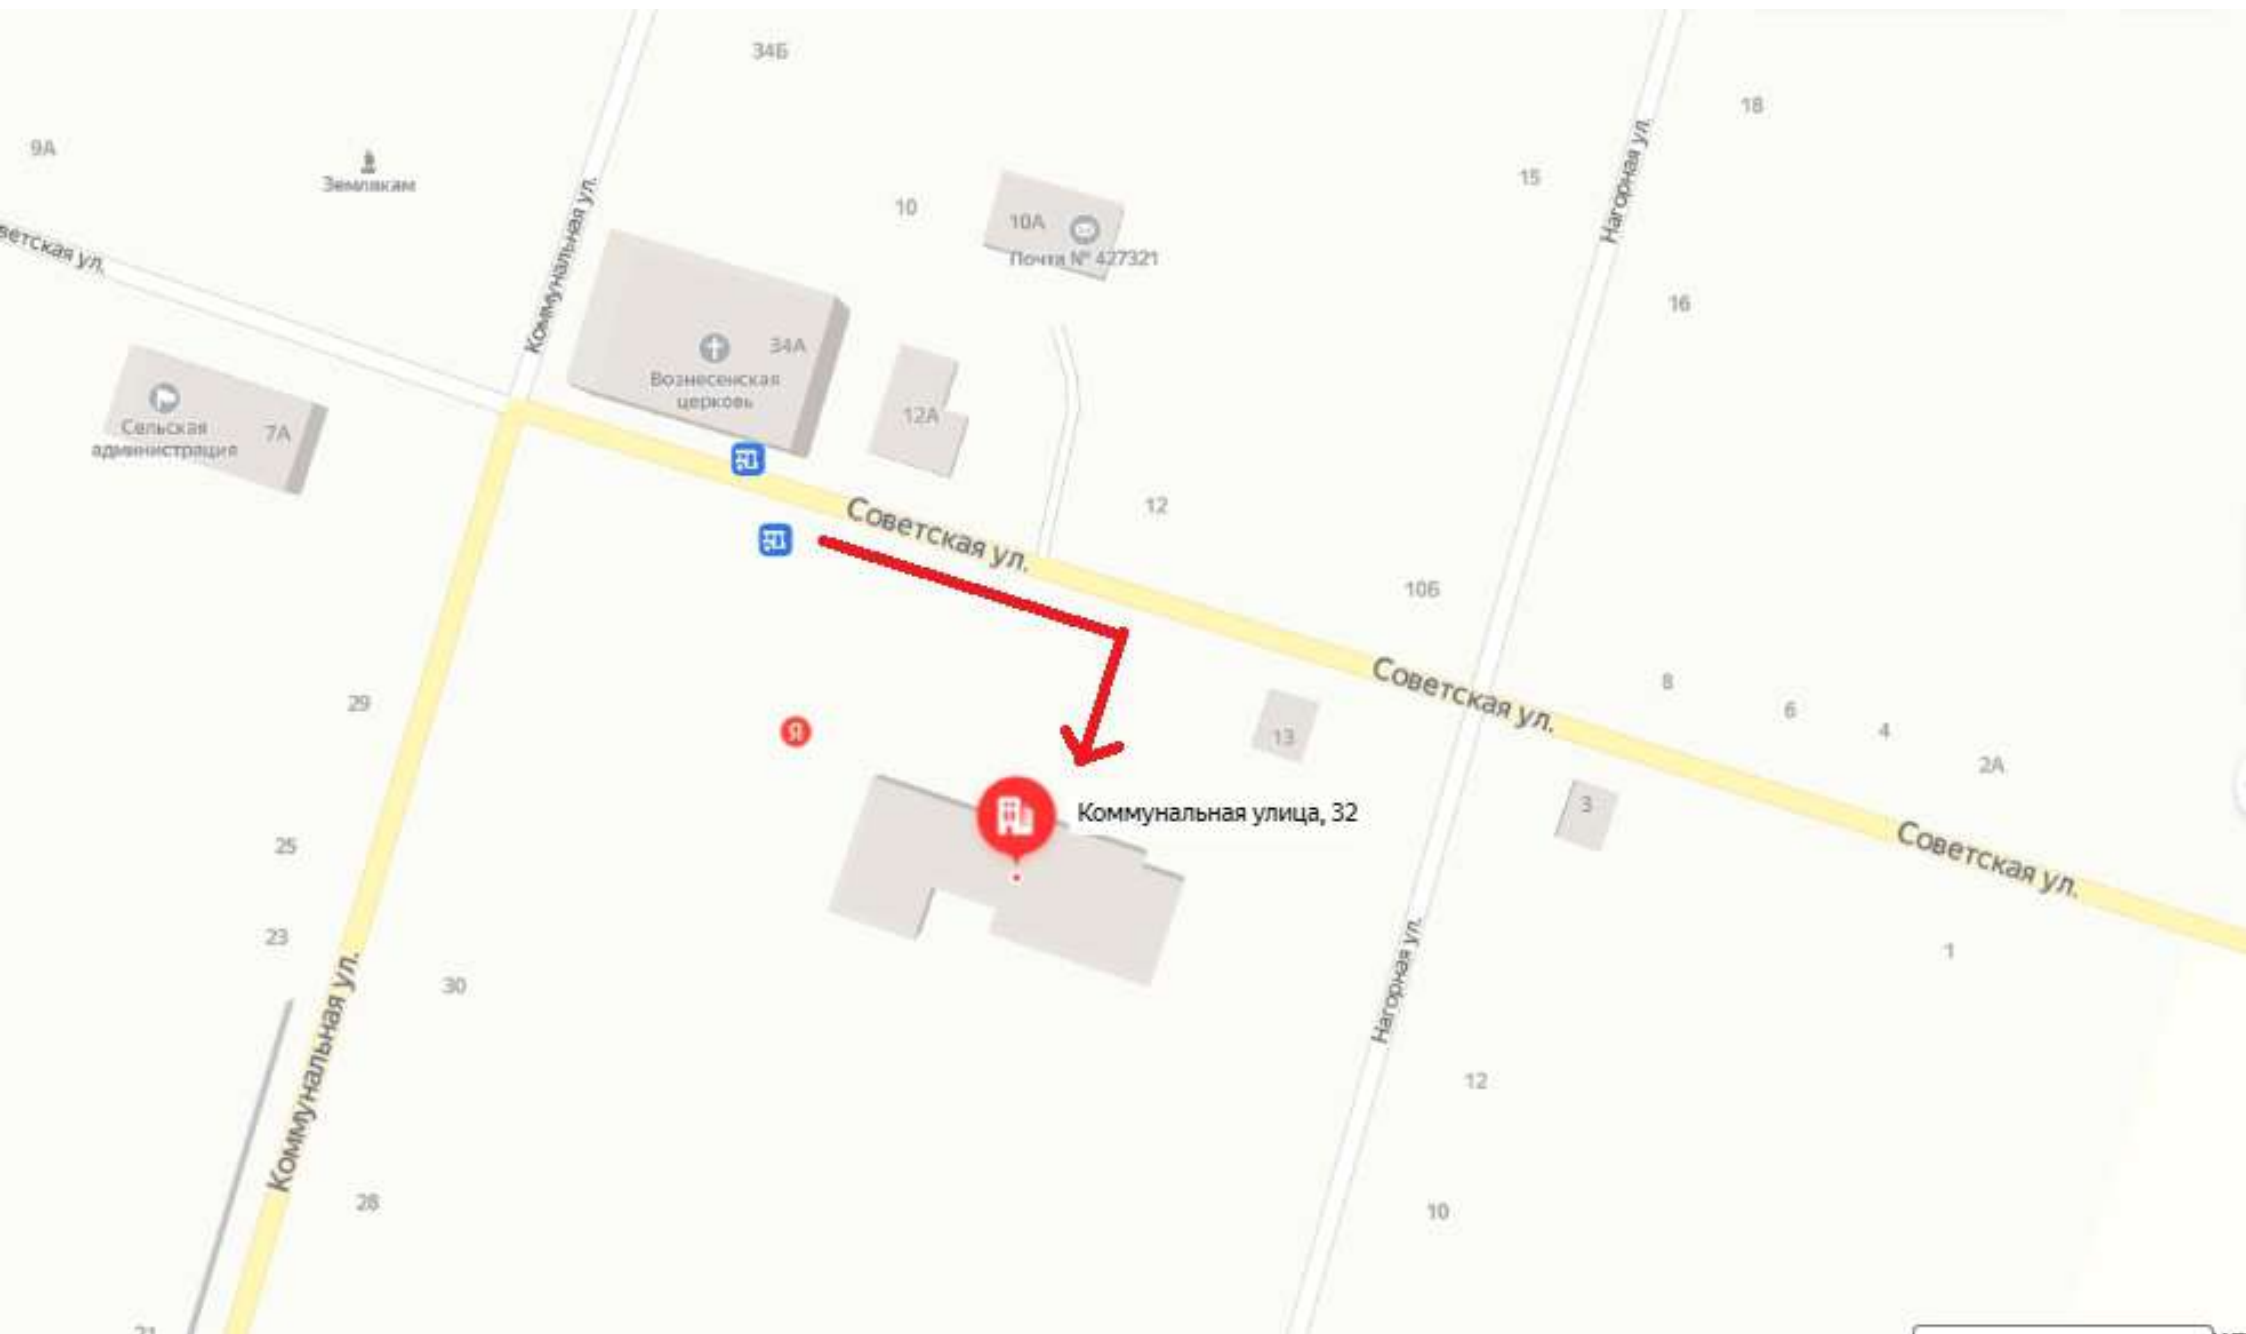 34Б
18
9А
Землякам
Нагорная ул.
15
Коммунальная ул.
10
10А
Почта № 427321
ветская ул.
16
34А
Вознесенская
церковь
12А
Сельская
администрация
7А
Советская ул.
12
10Б
Советская ул.
8
29
6
4
13
2А
3
Я
Коммунальная улица, 32
25
Советская ул.
23
1
30
Нагорная ул.
Коммунальная ул.
12
28
10